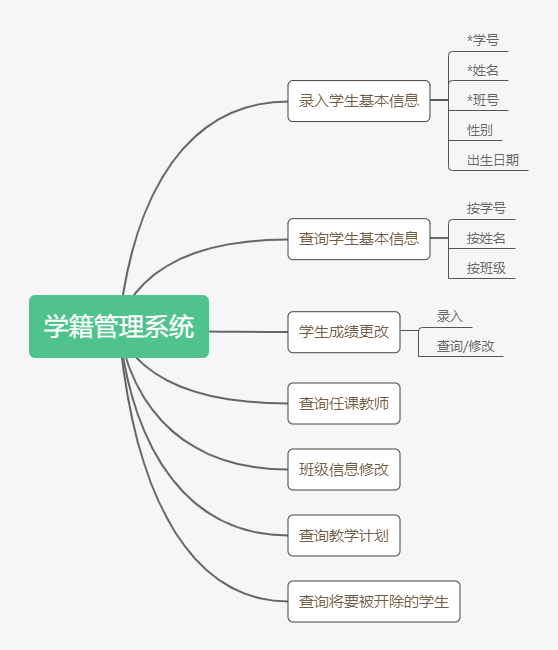 学籍管理系统
录入学生基本信息
*学号
*姓名
*班号
性别
出生日期
查询学生基本信息
按学号
按姓名
按班级
学生成绩更改
录入
查询/修改
查询任课教师
班级信息修改
查询教学计划
查询将要被开除的学生